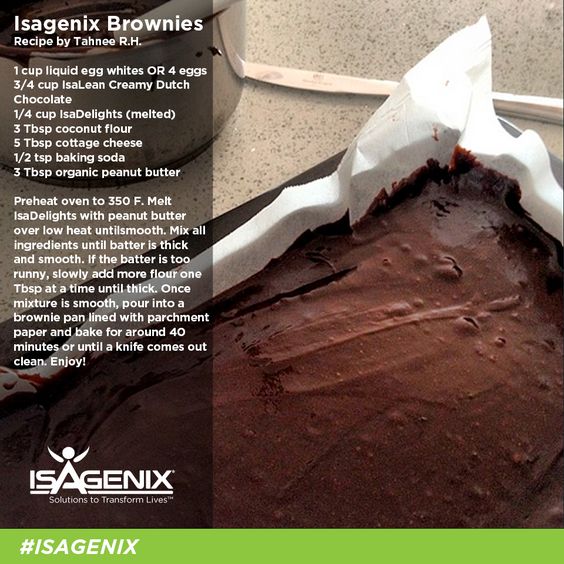 Isagenix Brownies
Recipe by Tahnee R.H.
1 cup liquid egg whites OR 4 eggs
3/4 cup IsaLean Creamy Dutch
Chocolate
1/4 cup IsaDelights (melted)
3 Tbsp coconut flour
5 Tbsp cottage cheese
1/2 tsp baking soda
3 Tbsp organic peanut butter
Preheat oven to 350 F. Melt
IsaDelights with peanut butter
over low heat untilsmooth. Mix all
ingredients until batter is thick
and smooth. If the batter is too
runny, slowly add more flour one
Tbsp at a time until thick. Once
mixture is smooth, pour into a
brownie pan lined with parchment
paper and bake for around 40
minutes or until a knife comes out
clean. Enjoy!
ISAGENIX®
Solutions to Transform Lives™
#ISAGENIX